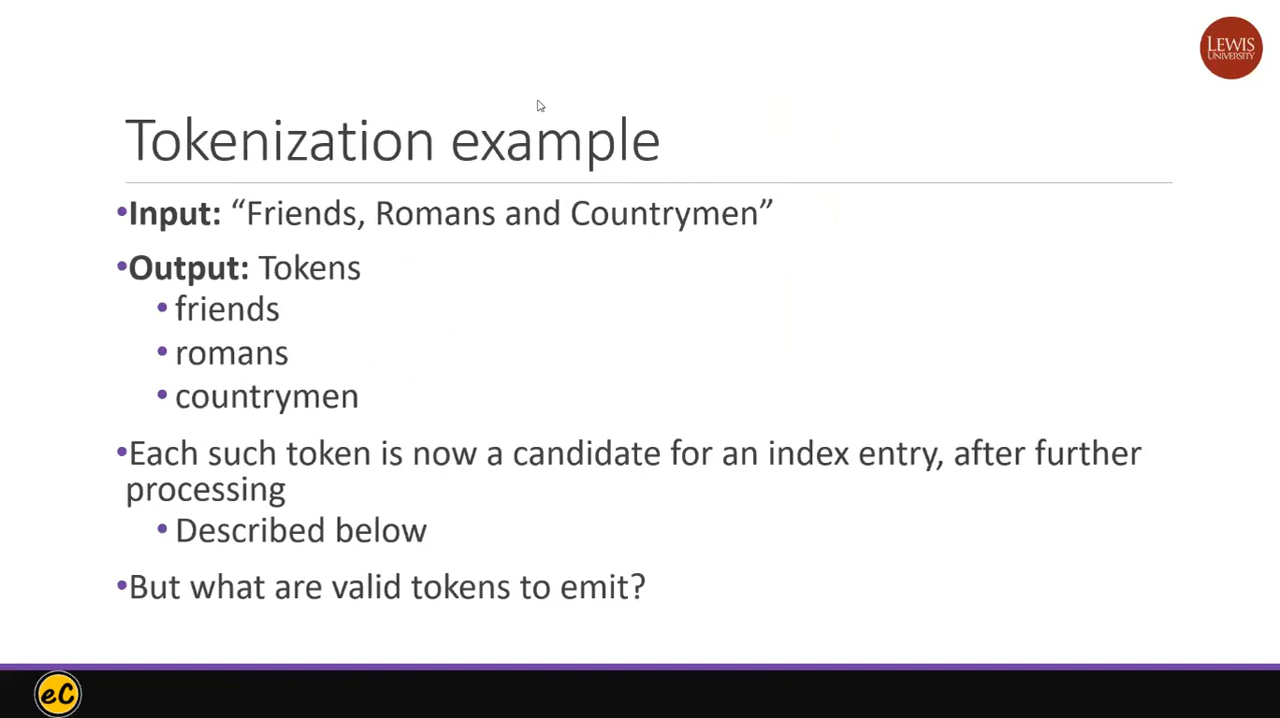 LEWIS
UNIVERSITY
Tokenization example
•Input: “Friends, Romans and Countrymen”
•Output: Tokens
•friends
•romans
•countrymen
•Each such token is now a candidate for an index entry, after further
processing
•Described below
•But what are valid tokens to emit?
eC